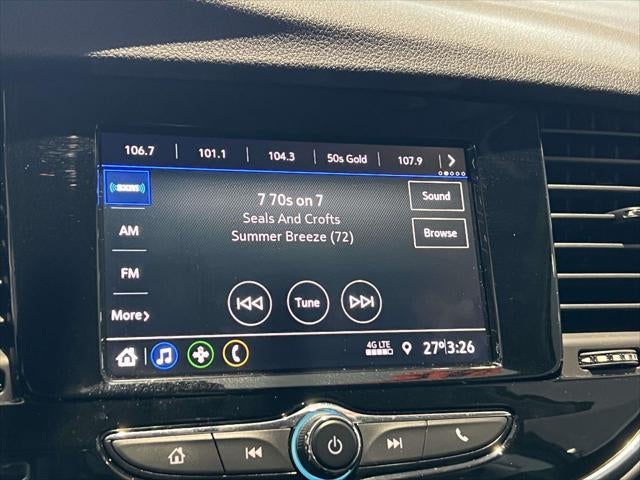 106.7 101.1 104.3 50s Gold 107.9
((SXM))
7 70s on 7
Sound
Seals And Crofts
AM
Summer Breeze (72)
Browse
FM
Tune
More
4G LTE
27° 3:26